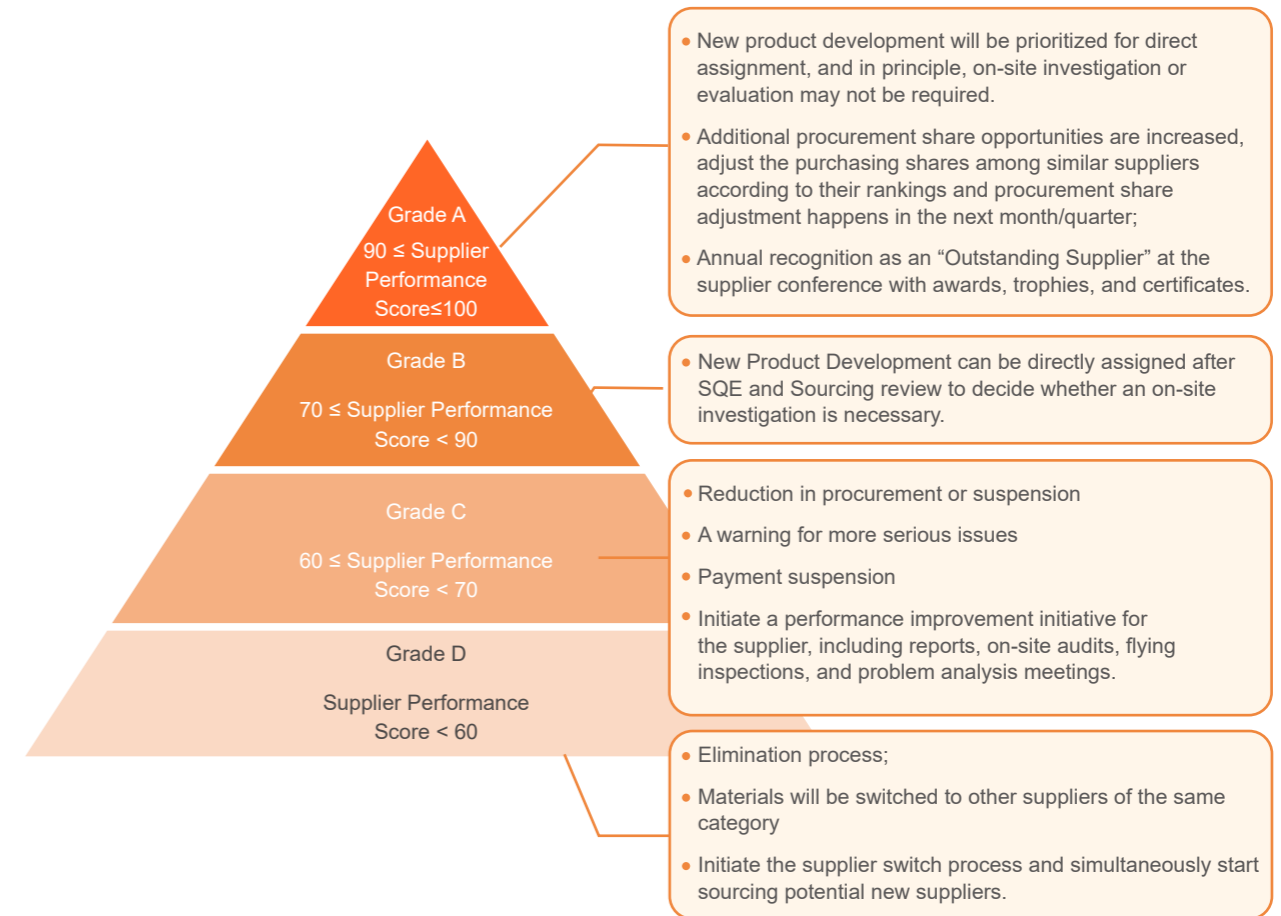 Grade A
90 ≤ Supplier
Performance
Score≤100
• New product development will be prioritized for direct
assignment, and in principle, on-site investigation or
evaluation may not be required.
• Additional procurement share opportunities are increased,
adjust the purchasing shares among similar suppliers
according to their rankings and procurement share
adjustment happens in the next month/quarter;
• Annual recognition as an “Outstanding Supplier” at the
supplier conference with awards, trophies, and certificates.
Grade B
70 ≤ Supplier Performance
Score < 90
• New Product Development can be directly assigned after
SQE and Sourcing review to decide whether an on-site
investigation is necessary.
Grade C
60 ≤ Supplier Performance
Score < 70
• Reduction in procurement or suspension
• A warning for more serious issues
• Payment suspension
• Initiate a performance improvement initiative for
the supplier, including reports, on-site audits, flying
inspections, and problem analysis meetings.
Grade D
Supplier Performance
Score < 60
• Elimination process;
• Materials will be switched to other suppliers of the same
category
• Initiate the supplier switch process and simultaneously start
sourcing potential new suppliers.